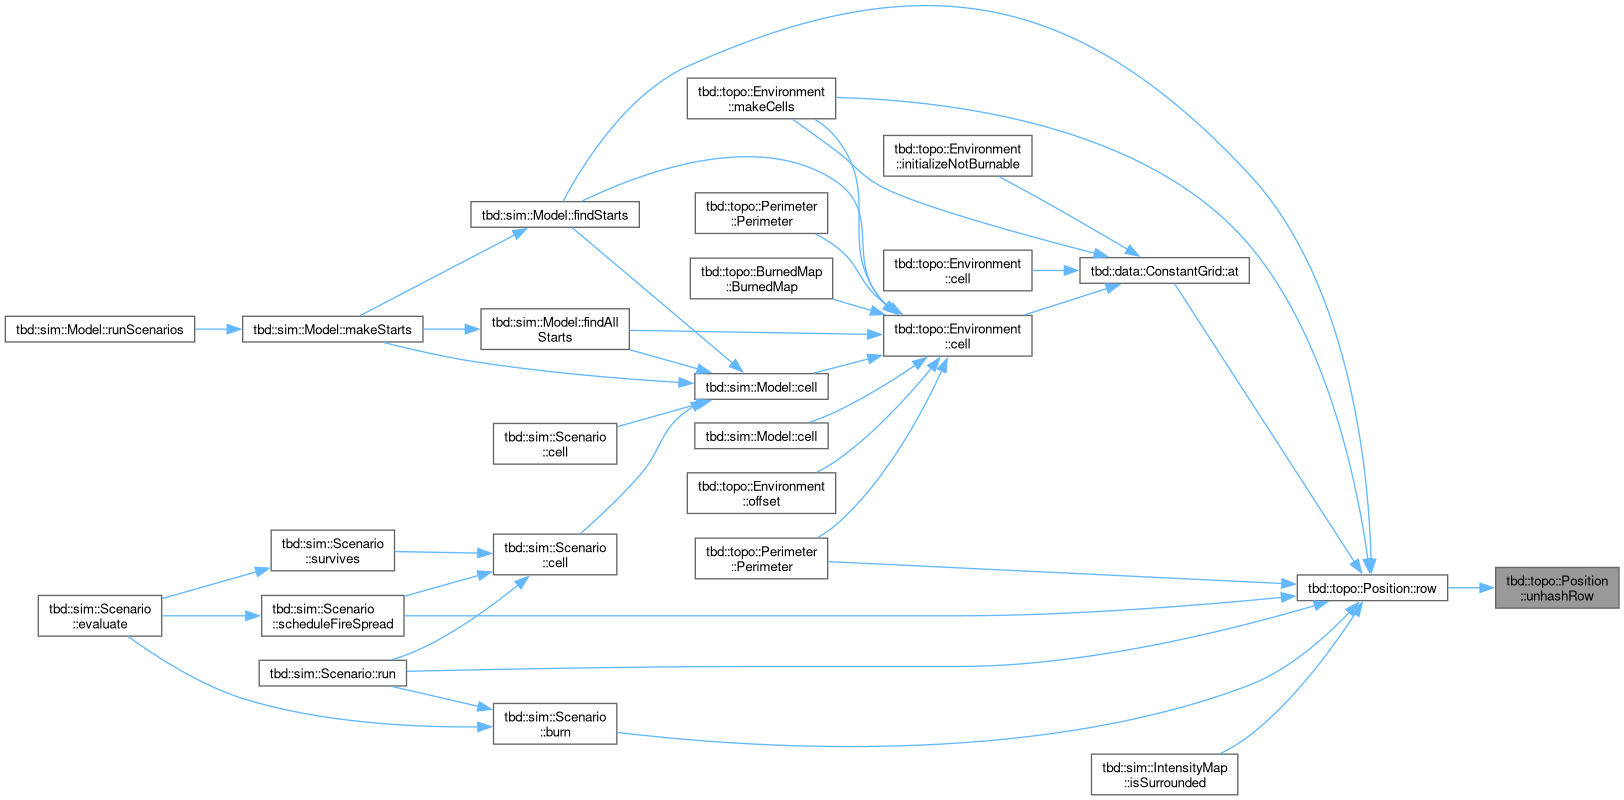 tbd::topo::Environment
::makeCells
tbd::topo::Environment
::initializeNotBurnable
tbd::topo::Perimeter
::Perimeter
tbd::sim::Model::findStarts
tbd::topo::Environment
::cell
tbd::data::ConstantGrid::at
tbd::topo::BurnedMap
::BurnedMap
tbd::sim::Model::runScenarios
tbd::sim::Model::makeStarts
tbd::sim::Model::findAll
Starts
tbd::topo::Environment
::cell
tbd::sim::Model::cell
tbd::sim::Scenario
::cell
tbd::sim::Model::cell
tbd::topo::Environment
::offset
tbd::sim::Scenario
::survives
tbd::sim::Scenario
::cell
tbd::topo::Perimeter
::Perimeter
tbd::topo::Position::row
tbd::topo::Position
::unhashRow
tbd::sim::Scenario
::evaluate
tbd::sim::Scenario
::scheduleFireSpread
tbd::sim::Scenario::run
tbd::sim::Scenario
::burn
tbd::sim::IntensityMap
::isSurrounded